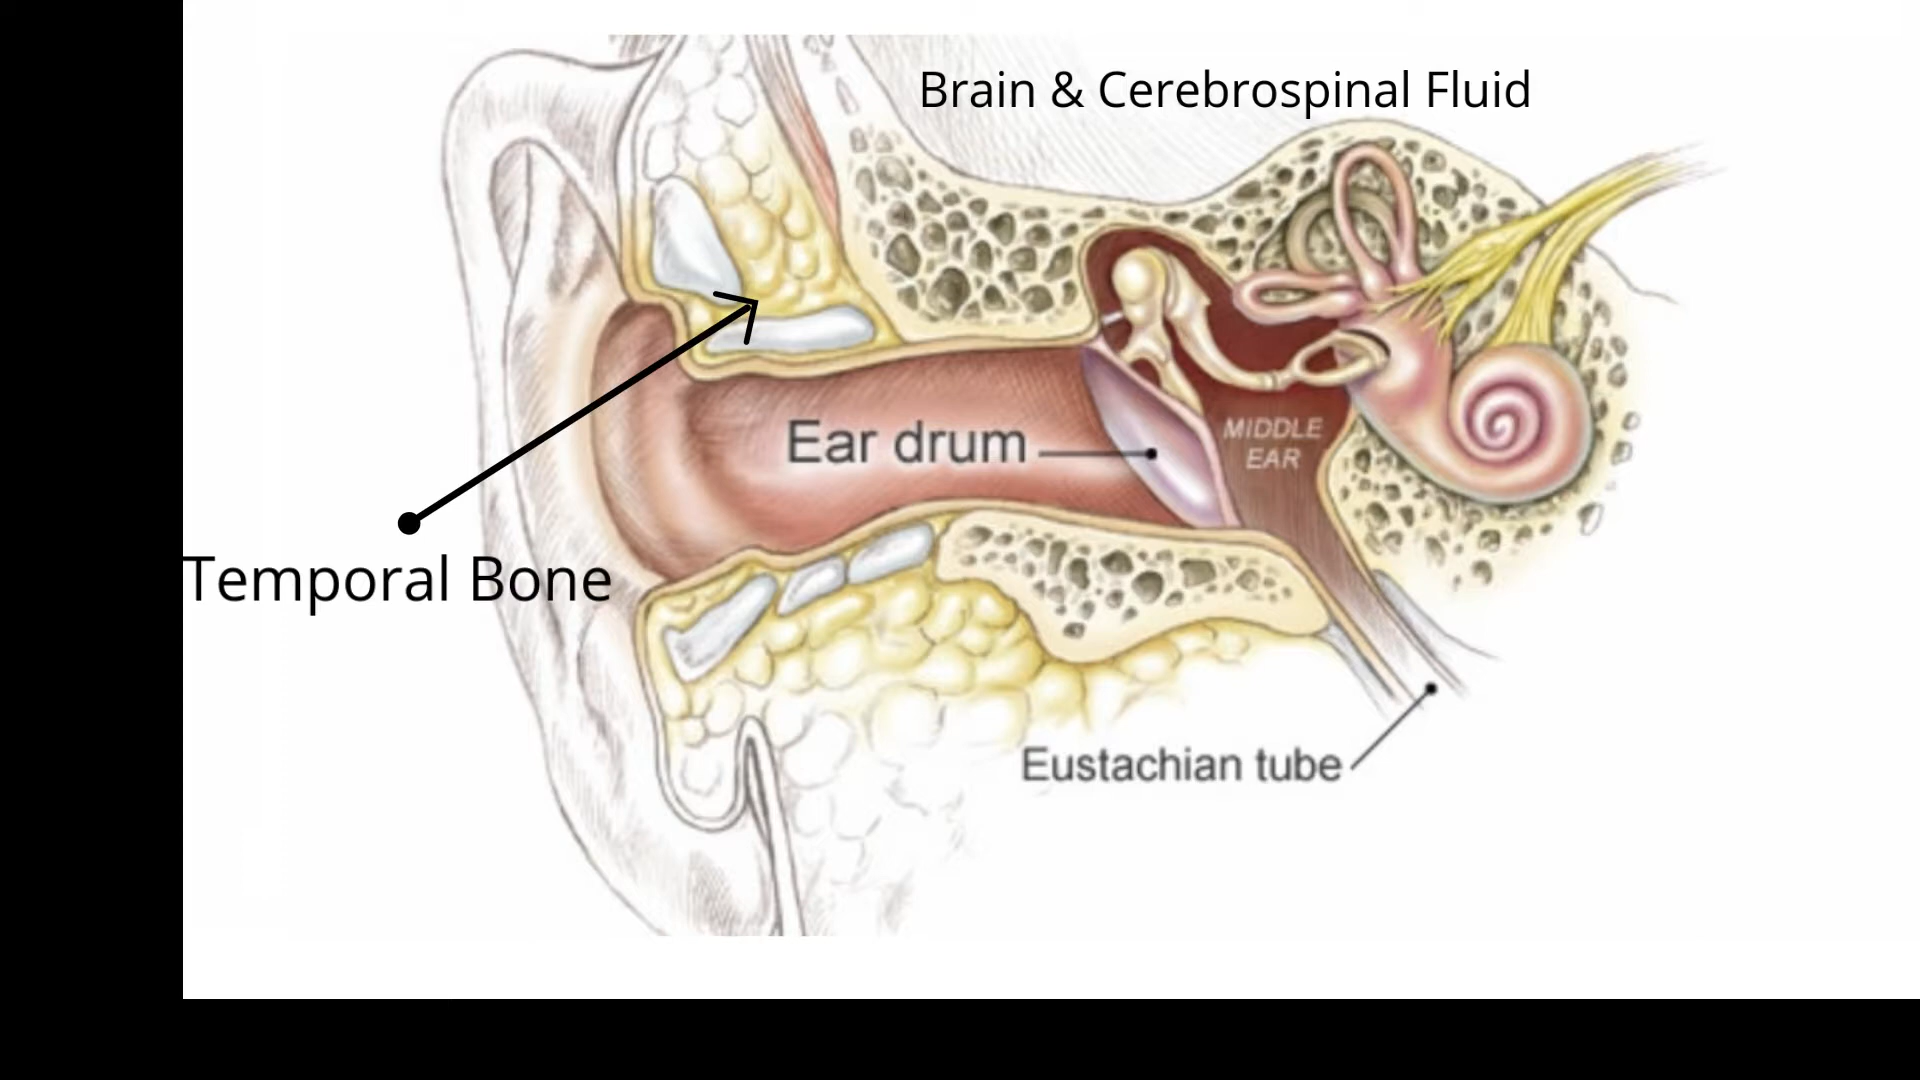 Brain & Cerebrospinal Fluid
Ear drum
MIDDLE
EAR
Temporal Bone
Eustachian tube